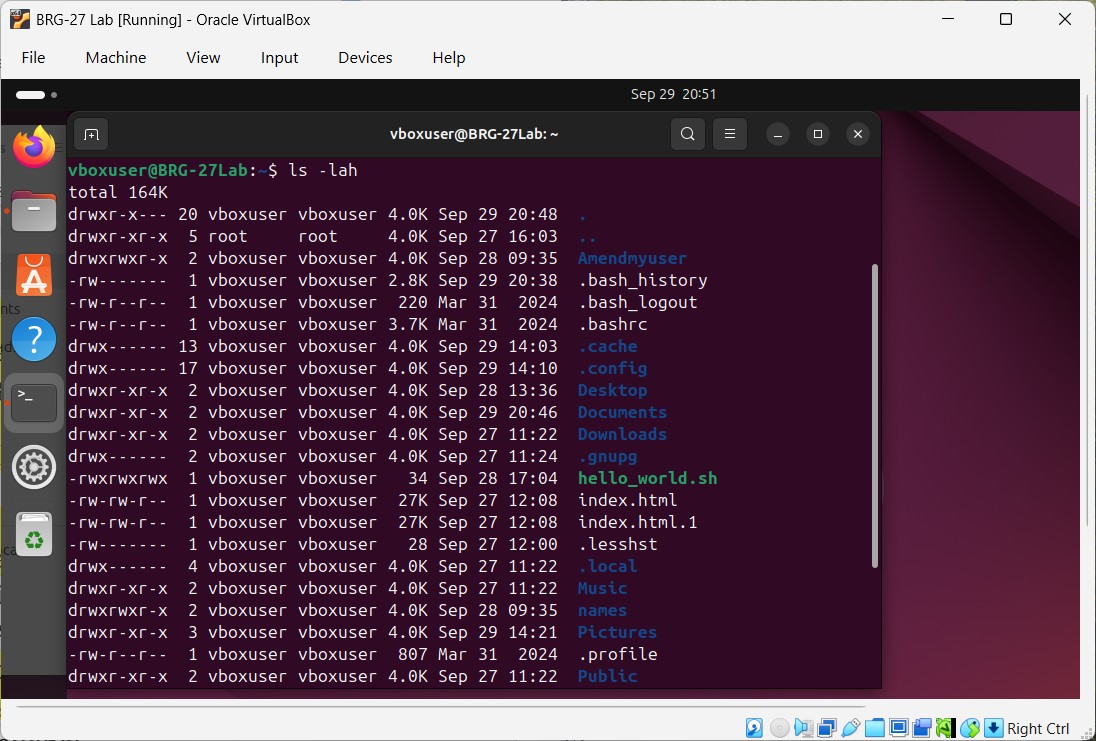 BRG-27 Lab [Running] - Oracle VirtualBox
File Machine View Input Devices Help
Sep 29 20:51
vboxuser@BRG-27Lab: ~
vboxuser@BRG-27Lab:~$ ls -lah
total 164K
drwxr-x--- 20 vboxuser vboxuser 4.0K Sep 29 20:48 .
drwxr-xr-x 5 root root 4.0K Sep 27 16:03 ..
drwxrwxr-x 2 vboxuser vboxuser 4.0K Sep 28 09:35 Amendmyuser
-rw------- 1 vboxuser vboxuser 2.8K Sep 29 20:38 .bash_history
-rw-r--r-- 1 vboxuser vboxuser 220 Mar 31 2024 .bash_logout
-rw-r--r-- 1 vboxuser vboxuser 3.7K Mar 31 2024 .bashrc
drwx------ 13 vboxuser vboxuser 4.0K Sep 29 14:03 .cache
drwx------ 17 vboxuser vboxuser 4.0K Sep 29 14:10 .config
drwxr-xr-x 2 vboxuser vboxuser 4.0K Sep 28 13:36 Desktop
drwxr-xr-x 2 vboxuser vboxuser 4.0K Sep 29 20:46 Documents
drwxr-xr-x 2 vboxuser vboxuser 4.0K Sep 27 11:22 Downloads
drwx------ 2 vboxuser vboxuser 4.0K Sep 27 11:24 .gnupg
-rwxrwxrwx 1 vboxuser vboxuser 34 Sep 28 17:04 hello_world.sh
-rw-rw-r-- 1 vboxuser vboxuser 27K Sep 27 12:08 index.html
-rw-rw-r-- 1 vboxuser vboxuser 27K Sep 27 12:08 index.html.1
-rw------- 1 vboxuser vboxuser 28 Sep 27 12:00 .lesshst
drwx------ 4 vboxuser vboxuser 4.0K Sep 27 11:22 .local
drwxr-xr-x 2 vboxuser vboxuser 4.0K Sep 27 11:22 Music
drwxrwxr-x 2 vboxuser vboxuser 4.0K Sep 28 09:35 names
drwxr-xr-x 3 vboxuser vboxuser 4.0K Sep 29 14:21 Pictures
-rw-r--r-- 1 vboxuser vboxuser 807 Mar 31 2024 .profile
drwxr-xr-x 2 vboxuser vboxuser 4.0K Sep 27 11:22 Public
Right Ctrl